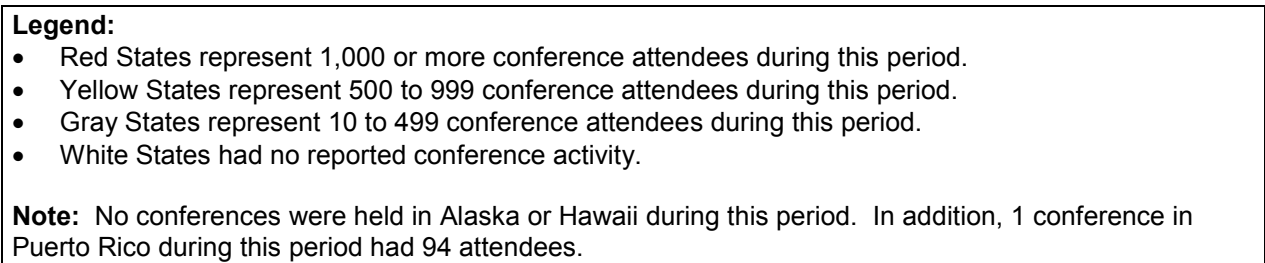 Legend:
• Red States represent 1,000 or more conference attendees during this period.
• Yellow States represent 500 to 999 conference attendees during this period.
• Gray States represent 10 to 499 conference attendees during this period.
• White States had no reported conference activity.
Note: No conferences were held in Alaska or Hawaii during this period. In addition, 1 conference in
Puerto Rico during this period had 94 attendees.